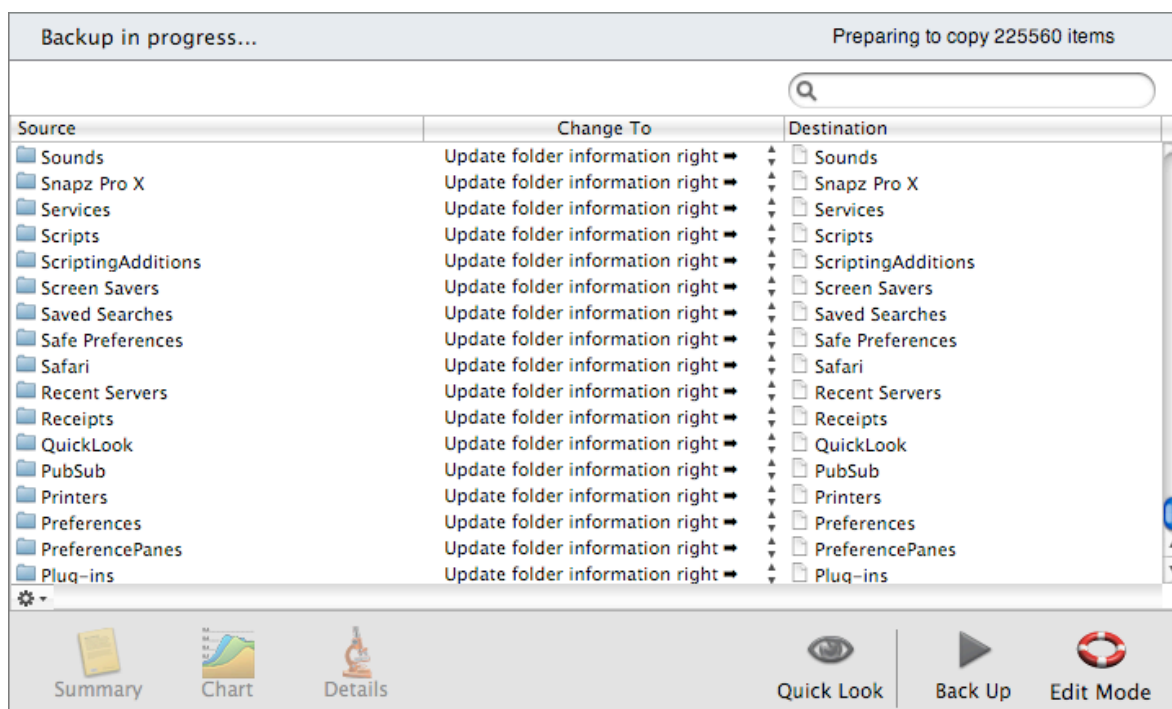 Backup in progress... Preparing to copy 225560 items
Source Change To Destination
Sounds Update folder information right ➡ Sounds
Snapz Pro X Update folder information right ➡ Snapz Pro X
Services Update folder information right ➡ Services
Scripts Update folder information right ➡ Scripts
ScriptingAdditions Update folder information right ➡ ScriptingAdditions
Screen Savers Update folder information right ➡ Screen Savers
Saved Searches Update folder information right ➡ Saved Searches
Safe Preferences Update folder information right ➡ Safe Preferences
Safari Update folder information right ➡ Safari
Recent Servers Update folder information right ➡ Recent Servers
Receipts Update folder information right ➡ Receipts
QuickLook Update folder information right ➡ QuickLook
PubSub Update folder information right ➡ PubSub
Printers Update folder information right ➡ Printers
Preferences Update folder information right ➡ Preferences
PreferencePanes Update folder information right ➡ PreferencePanes
Plug-ins Update folder information right ➡ Plug-ins
Summary Chart Details Quick Look Back Up Edit Mode